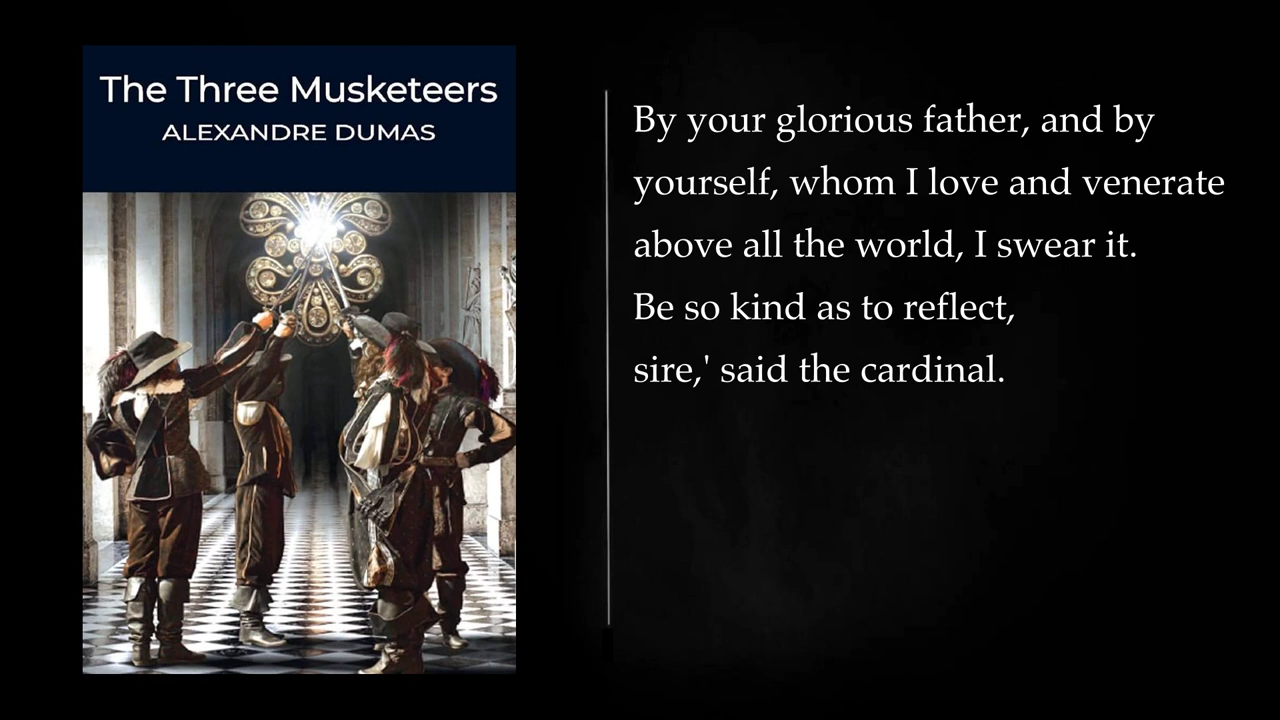 The Three Musketeers
ALEXANDRE DUMAS
By your glorious father, and by
yourself, whom I love and venerate
above all the world, I swear it.
Be so kind as to reflect,
sire,' said the cardinal.